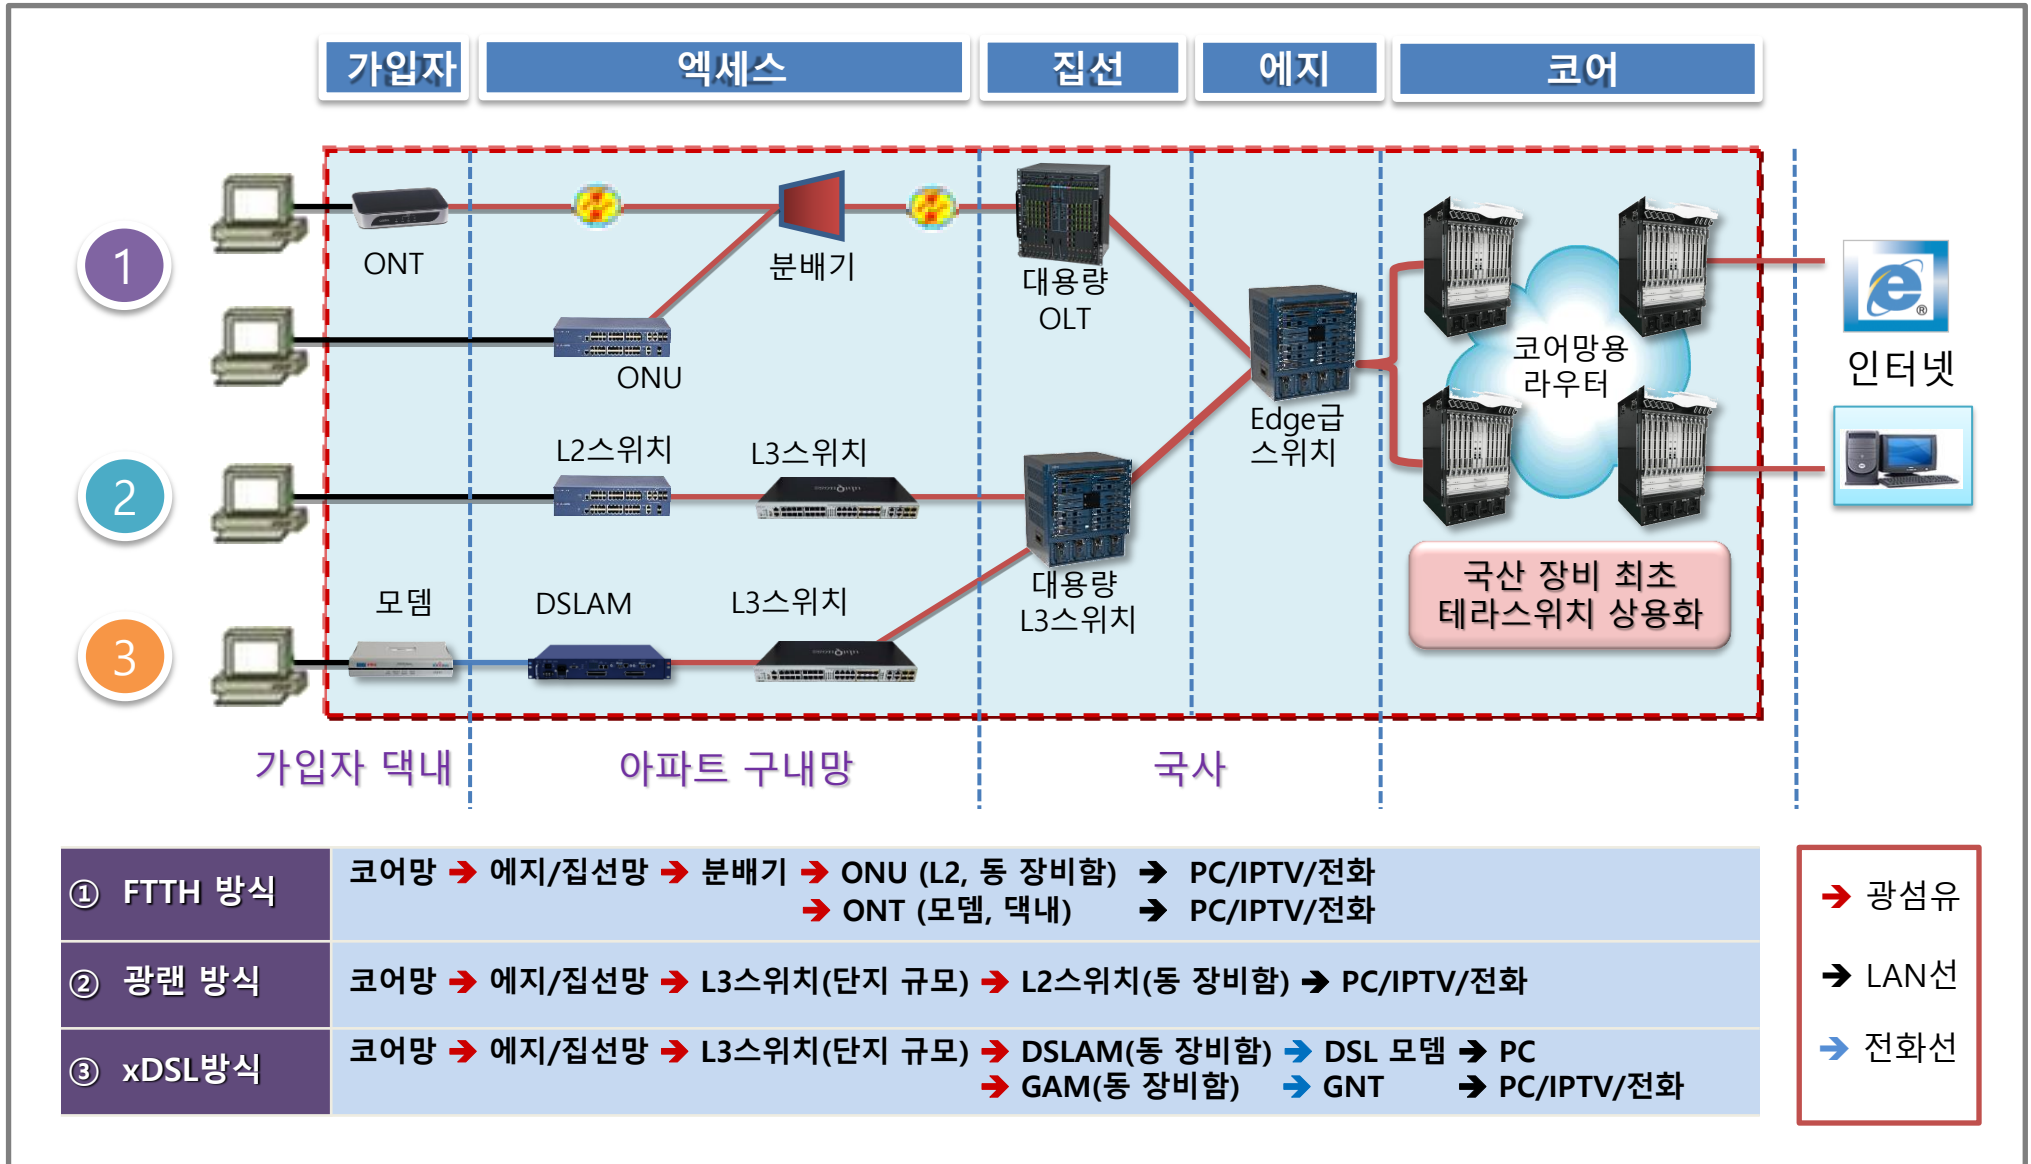 가입자
엑세스
집선
에지
코어
1
ONT
분배기
대용량
OLT
ONU
코어망용
라우터
인터넷
Edge급
스위치
2
L2스위치
L3스위치
대용량
L3스위치
국산 장비 최초
테라스위치 상용화
3
모뎀
DSLAM
L3스위치
가입자 댁내
아파트 구내망
국사
① FTTH 방식
코어망 ➔ 에지/집선망 ➔ 분배기 ➔ ONU (L2, 동 장비함) ➔ PC/IPTV/전화
➔ ONT (모뎀, 댁내) ➔ PC/IPTV/전화
② 광랜 방식
코어망 ➔ 에지/집선망 ➔ L3스위치(단지 규모) ➔ L2스위치(동 장비함) ➔ PC/IPTV/전화
③ xDSL방식
코어망 ➔ 에지/집선망 ➔ L3스위치(단지 규모) ➔ DSLAM(동 장비함) ➔ DSL 모뎀 ➔ PC
➔ GAM(동 장비함) ➔ GNT ➔ PC/IPTV/전화
➔ 광섬유
➔ LAN선
➔ 전화선